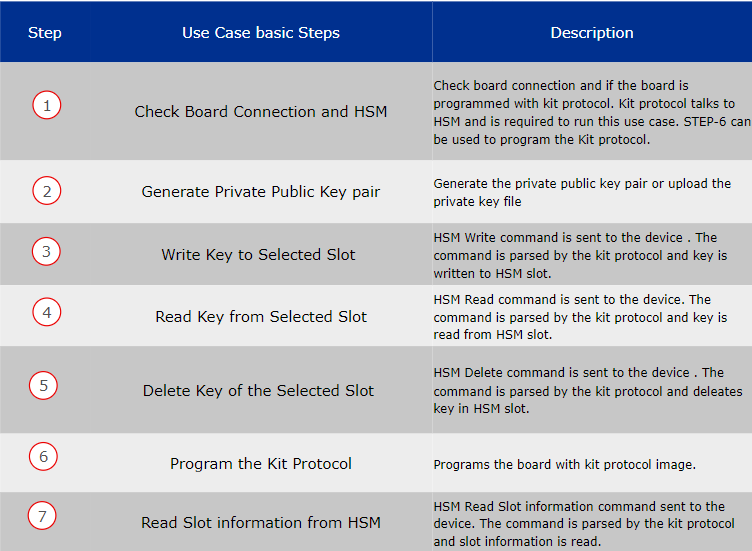 Step Use Case basic Steps Description
1 Check Board Connection and HSM
Check board connection and if the board is
programmed with kit protocol. Kit protocol talks to
HSM and is required to run this use case. STEP-6 can
be used to program the Kit protocol.
2 Generate Private Public Key pair
Generate the private public key pair or upload the
private key file
3 Write Key to Selected Slot
HSM Write command is sent to the device . The
command is parsed by the kit protocol and key is
written to HSM slot.
4 Read Key from Selected Slot
HSM Read command is sent to the device. The
command is parsed by the kit protocol and key is
read from HSM slot.
5 Delete Key of the Selected Slot
HSM Delete command is sent to the device . The
command is parsed by the kit protocol and deleates
key in HSM slot.
6 Program the Kit Protocol
Programs the board with kit protocol image.
7 Read Slot information from HSM
HSM Read Slot information command sent to the
device. The command is parsed by the kit protocol
and slot information is read.